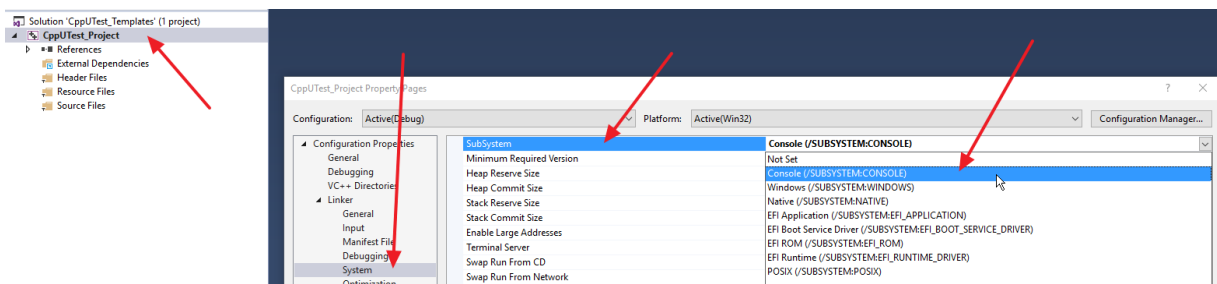 Solution 'CppUTest_Templates' (1 project)
CppUTest_Project
References
External Dependencies
Header Files
Resource Files
Source Files
CppUTest_Project Property Pages
? ×
Configuration: Active(Debug) Platform: Active(Win32) Configuration Manager...
Configuration Properties
General
Debugging
VC++ Directories
Linker
General
Input
Manifest File
Debugging
System
Optimization
SubSystem Console (/SUBSYSTEM:CONSOLE)
Minimum Required Version
Heap Reserve Size
Heap Commit Size
Stack Reserve Size
Stack Commit Size
Enable Large Addresses
Terminal Server
Swap Run From CD
Swap Run From Network
Not Set
Console (/SUBSYSTEM:CONSOLE)
Windows (/SUBSYSTEM:WINDOWS)
Native (/SUBSYSTEM:NATIVE)
EFI Application (/SUBSYSTEM:EFI_APPLICATION)
EFI Boot Service Driver (/SUBSYSTEM:EFI_BOOT_SERVICE_DRIVER)
EFI ROM (/SUBSYSTEM:EFI_ROM)
EFI Runtime (/SUBSYSTEM:EFI_RUNTIME_DRIVER)
POSIX (/SUBSYSTEM:POSIX)